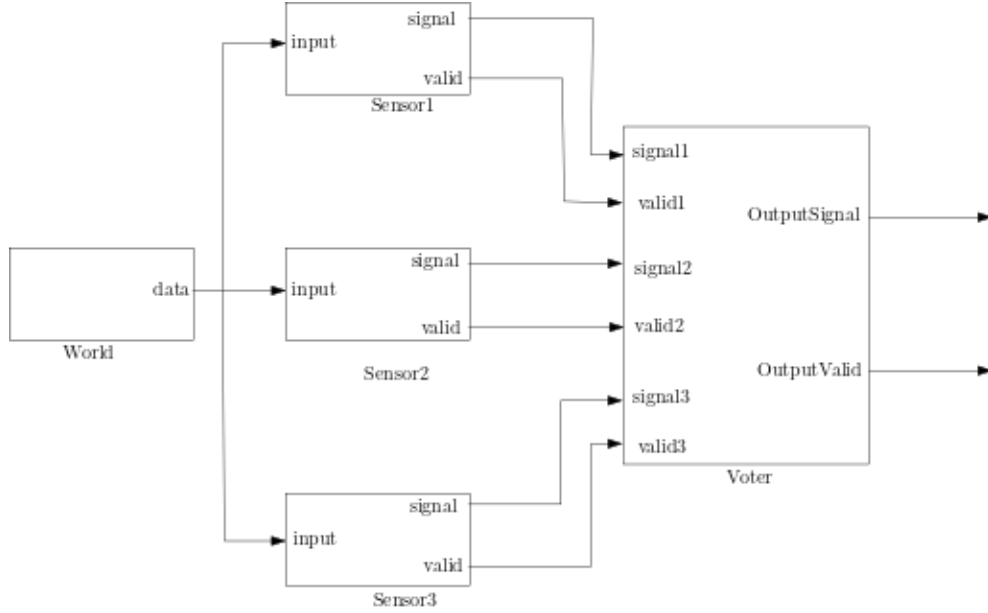 signal
input
valid
Sensor1
signal1
valid1
OutputSignal
signal
signal2
data
input
valid
valid2
World
Sensor2
OutputValid
signal3
valid3
Voter
signal
input
valid
Sensor3